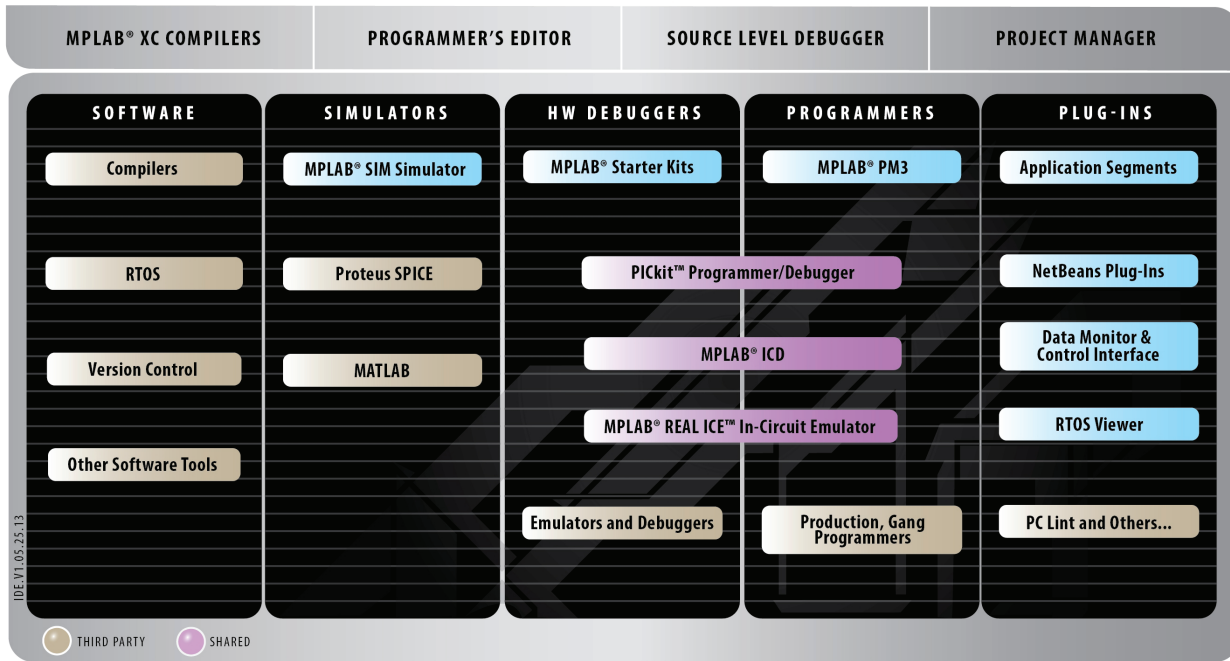 MPLAB® XC COMPILERS
PROGRAMMER'S EDITOR
SOURCE LEVEL DEBUGGER
PROJECT MANAGER
SOFTWARE
Compilers
RTOS
Version Control
Other Software Tools
SIMULATORS
MPLAB® SIM Simulator
Proteus SPICE
MATLAB
HW DEBUGGERS
PROGRAMMERS
MPLAB® Starter Kits
MPLAB® PM3
PICkit™ Programmer/Debugger
MPLAB® ICD
MPLAB® REAL ICE™ In-Circuit Emulator
Emulators and Debuggers
Production, Gang
Programmers
PLUG-INS
Application Segments
NetBeans Plug-Ins
Data Monitor &
Control Interface
RTOS Viewer
PC Lint and Others...
IDE.V1.05.25.13
THIRD PARTY
SHARED